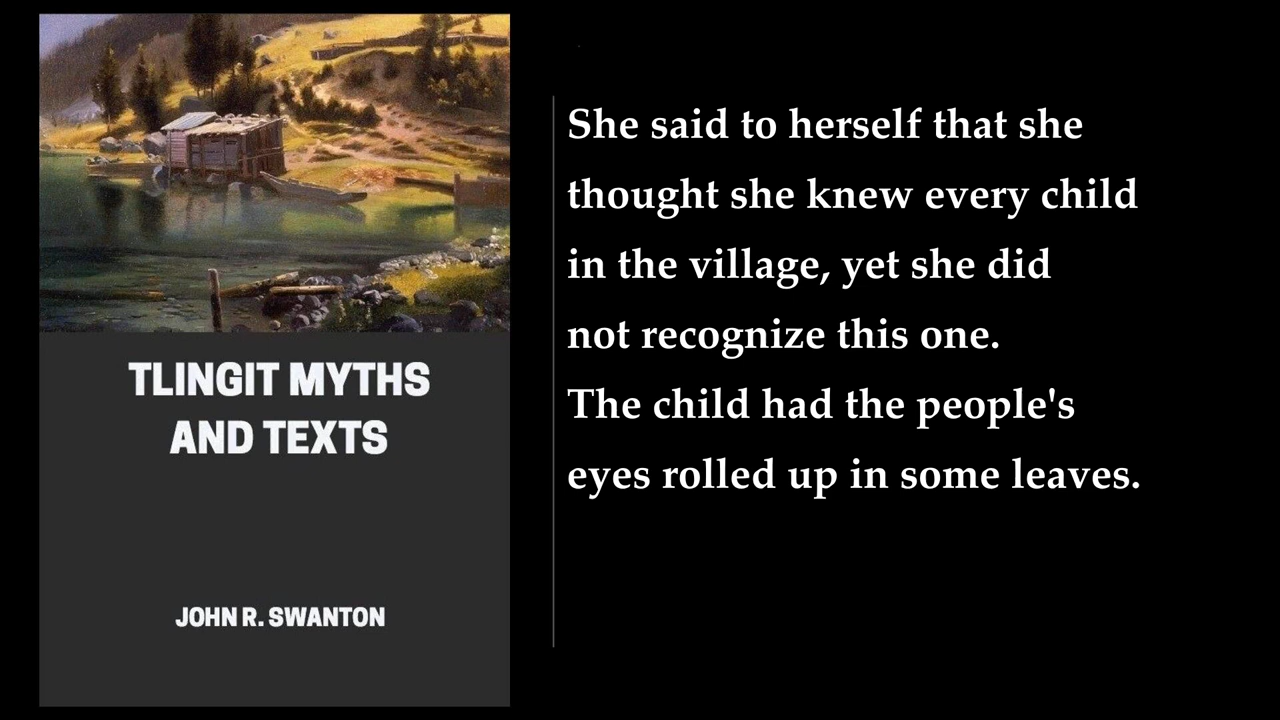 TLINGIT MYTHS
AND TEXTS
JOHN R. SWANTON
She said to herself that she
thought she knew every child
in the village, yet she did
not recognize this one.
The child had the people's
eyes rolled up in some leaves.